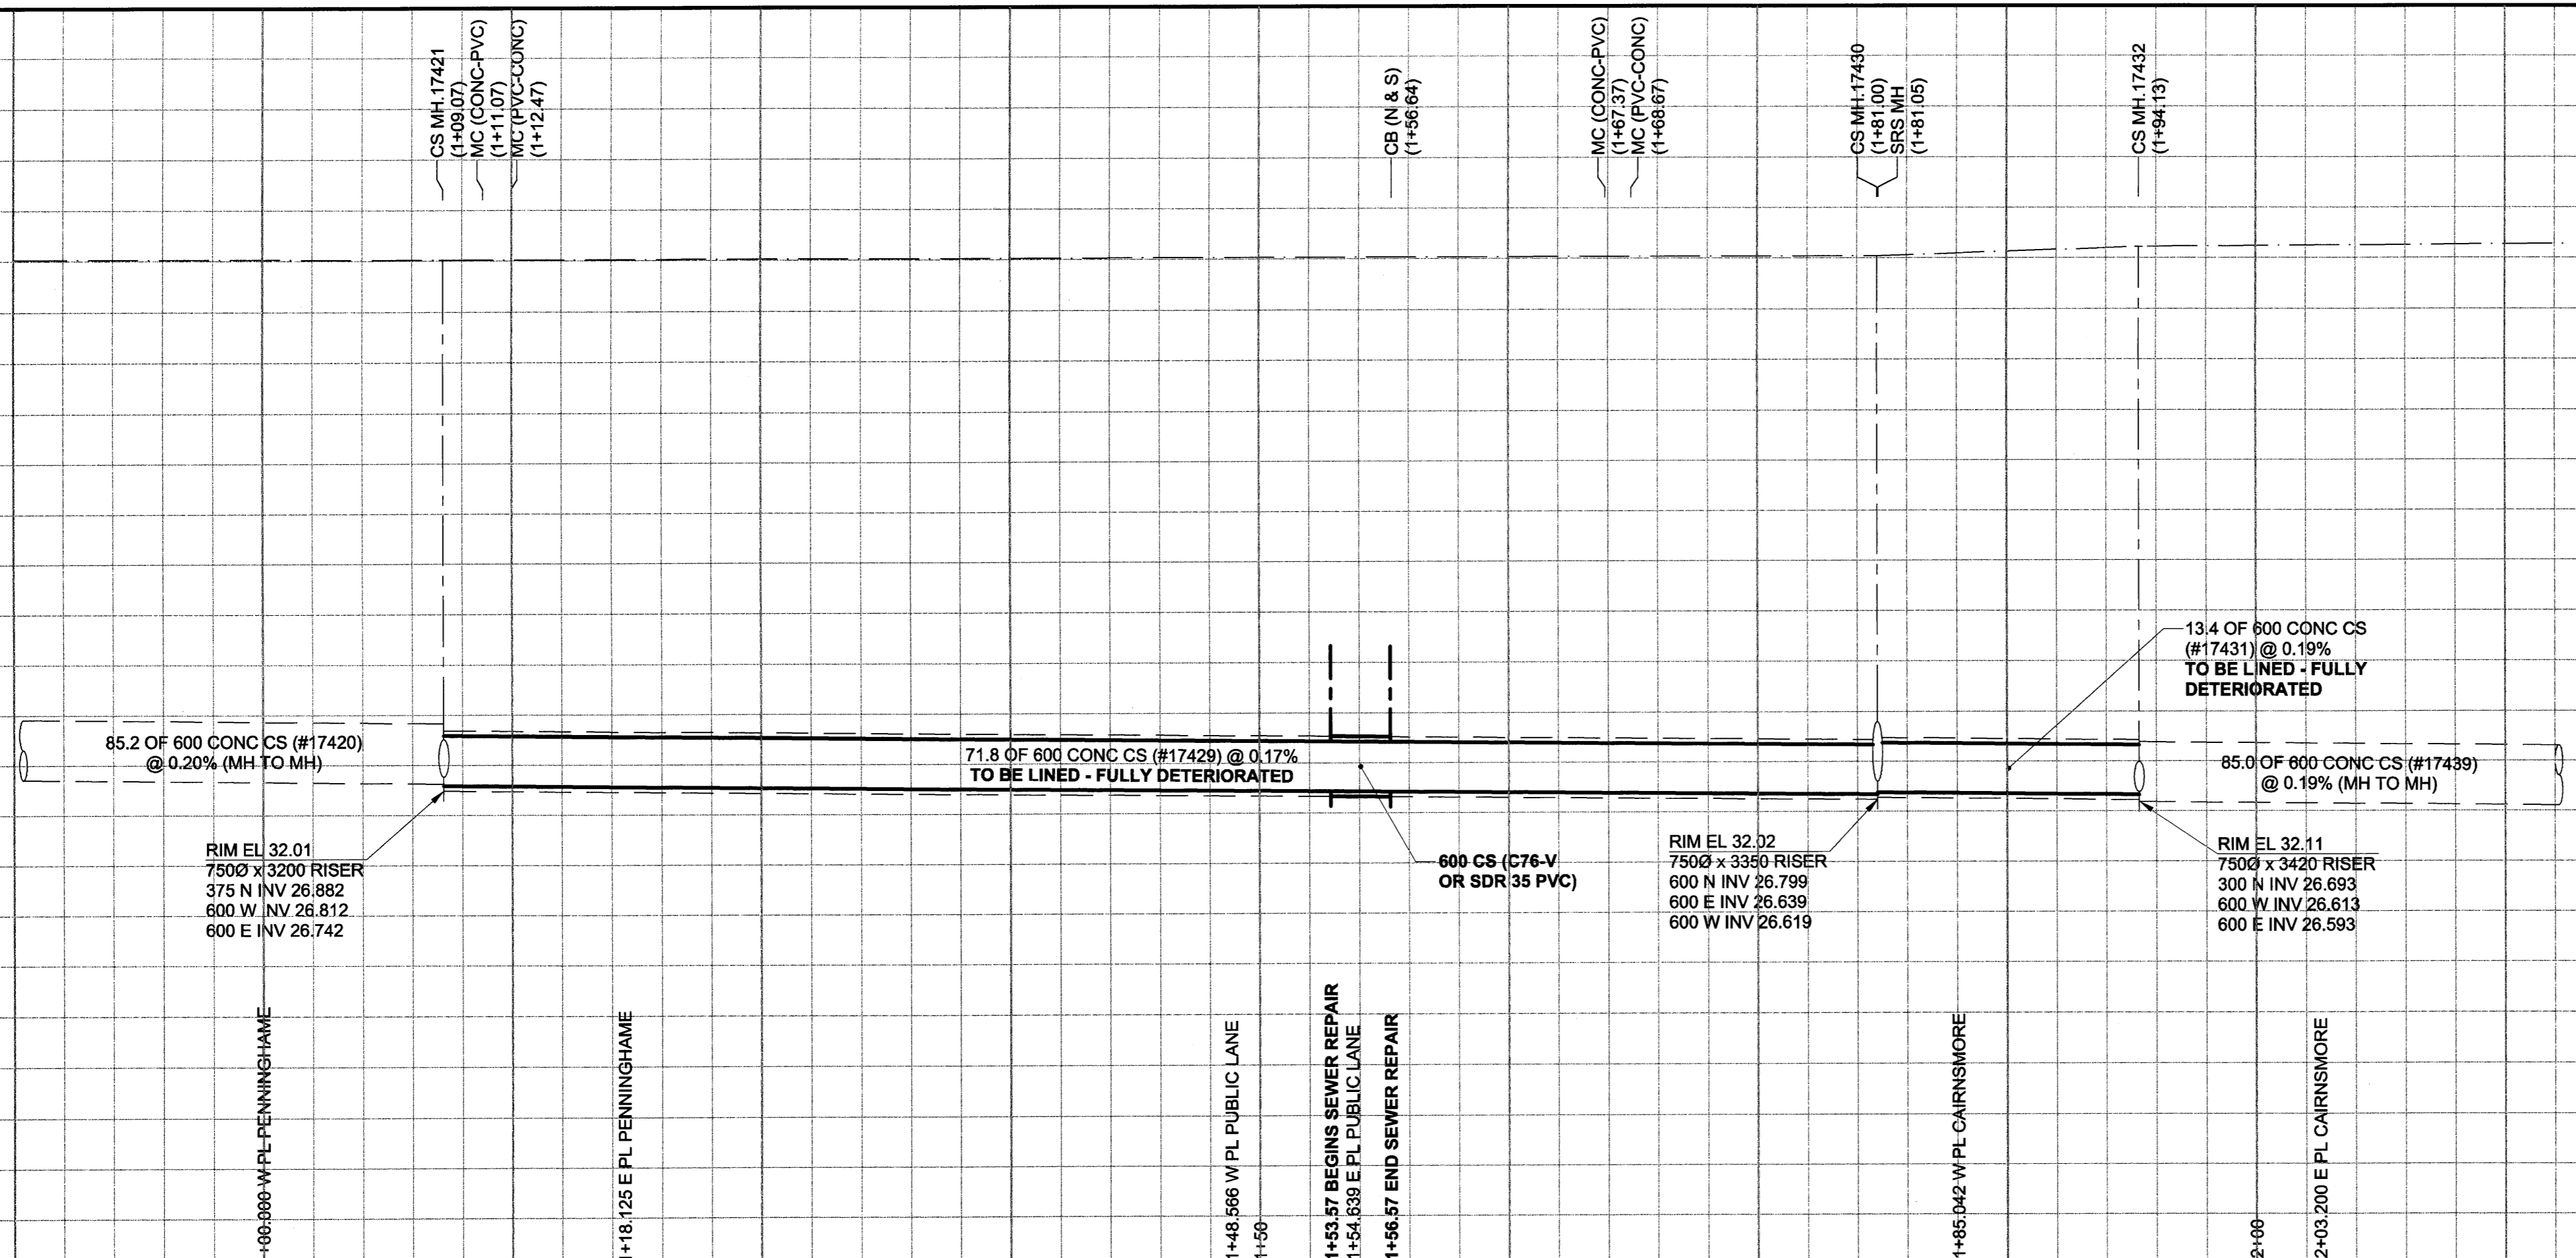 CS MH.17421
(1+09.07)
MC (CONC-PVC)
(1+11.07)
MC (PVC-CONC)
(1+12.47)
CB (N & S)
(1+56.64)
MC (CONC-PVC)
(1+67.37)
MC (PVC-CONC)
(1+68.67)
CS MH.17430
(1+81.00)
SRS MH
(1+81.05)
CS MH.17432
(1+94.13)
13.4 OF 600 CONC CS
(#17431) @ 0.19%
TO BE LINED - FULLY
DETERIORATED
85.2 OF 600 CONC CS (#17420)
@ 0.20% (MH TO MH)
71.8 OF 600 CONC CS (#17429) @ 0.17%
TO BE LINED - FULLY DETERIORATED
85.0 OF 600 CONC CS (#17439)
@ 0.19% (MH TO MH)
RIM EL 32.01
750Ø x 3200 RISER
375 N INV 26.882
600 W INV 26.812
600 E INV 26.742
600 CS (C76-V
OR SDR 35 PVC)
RIM EL 32.02
750Ø x 3350 RISER
600 N INV 26.799
600 E INV 26.639
600 W INV 26.619
RIM EL 32.11
750Ø x 3420 RISER
300 N INV 26.693
600 W INV 26.613
600 E INV 26.593
+00.000 W PL PENNINGHAME
1+18.125 E PL PENNINGHAME
1+48.566 W PL PUBLIC LANE
1+50
1+53.57 BEGINS SEWER REPAIR
1+54.639 E PL PUBLIC LANE
1+56.57 END SEWER REPAIR
1+85.042 W PL CAIRNSMORE
2+00
2+03.200 E PL CAIRNSMORE